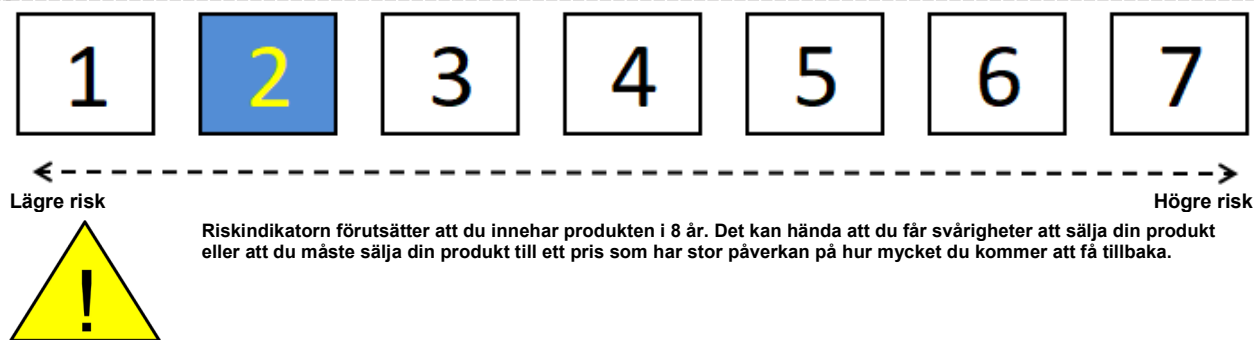 1 2 3 4 5 6 7
Lägre risk Högre risk
Riskindikatorn förutsätter att du innehar produkten i 8 år. Det kan hända att du får svårigheter att sälja din produkt
eller att du måste sälja din produkt till ett pris som har stor påverkan på hur mycket du kommer att få tillbaka.
!